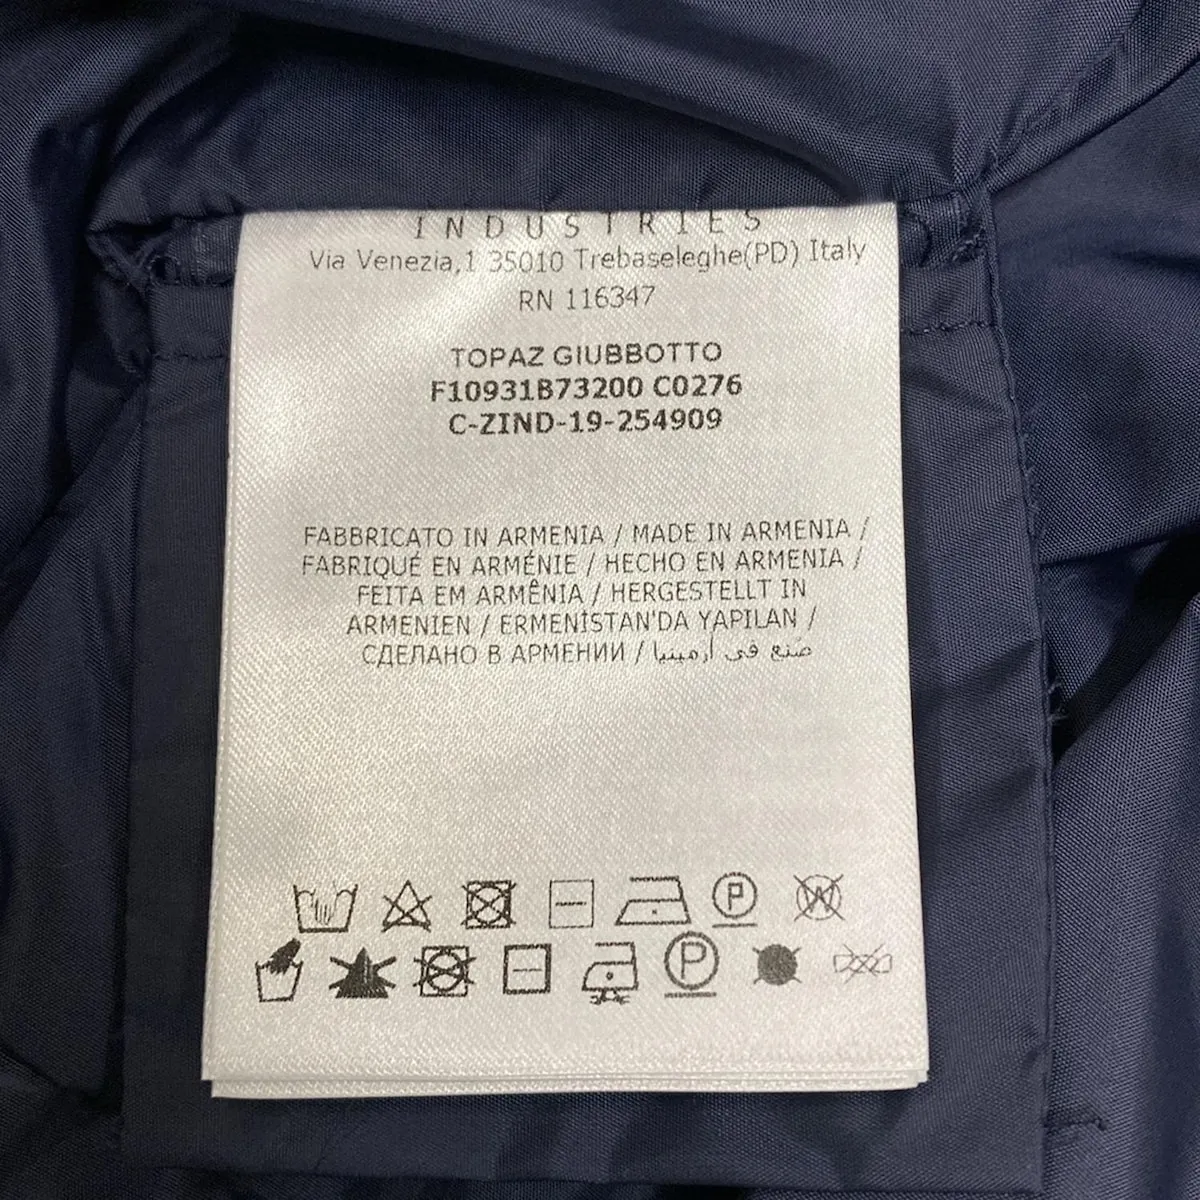 INDUSTRIES
Via Venezia,1 35010 Trebaseleghe(PD) Italy
RN 116347
TOPAZ GIUBBOTTO
F10931B73200 C0276
C-ZIND-19-254909
FABBRICATO IN ARMENIA / MADE IN ARMENIA /
FABRIQUÉ EN ARMÉNIE / HECHO EN ARMENIA /
FEITA EM ARMÊNIA / HERGESTELLT IN
ARMENIEN / ERMENİSTAN'DA YAPILAN /
СДЕЛАНО В АРМЕНИИ / صنع في أرمينيا
P W
P